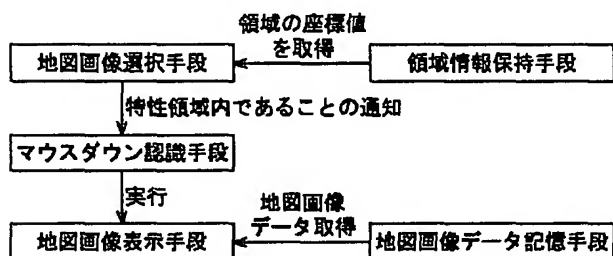 領域の座標値
を取得
地図画像選択手段
領域情報保持手段
特性領域内であることの通知
マウスダウン認識手段
実行
地図画像
データ取得
地図画像表示手段
地図画像データ記憶手段